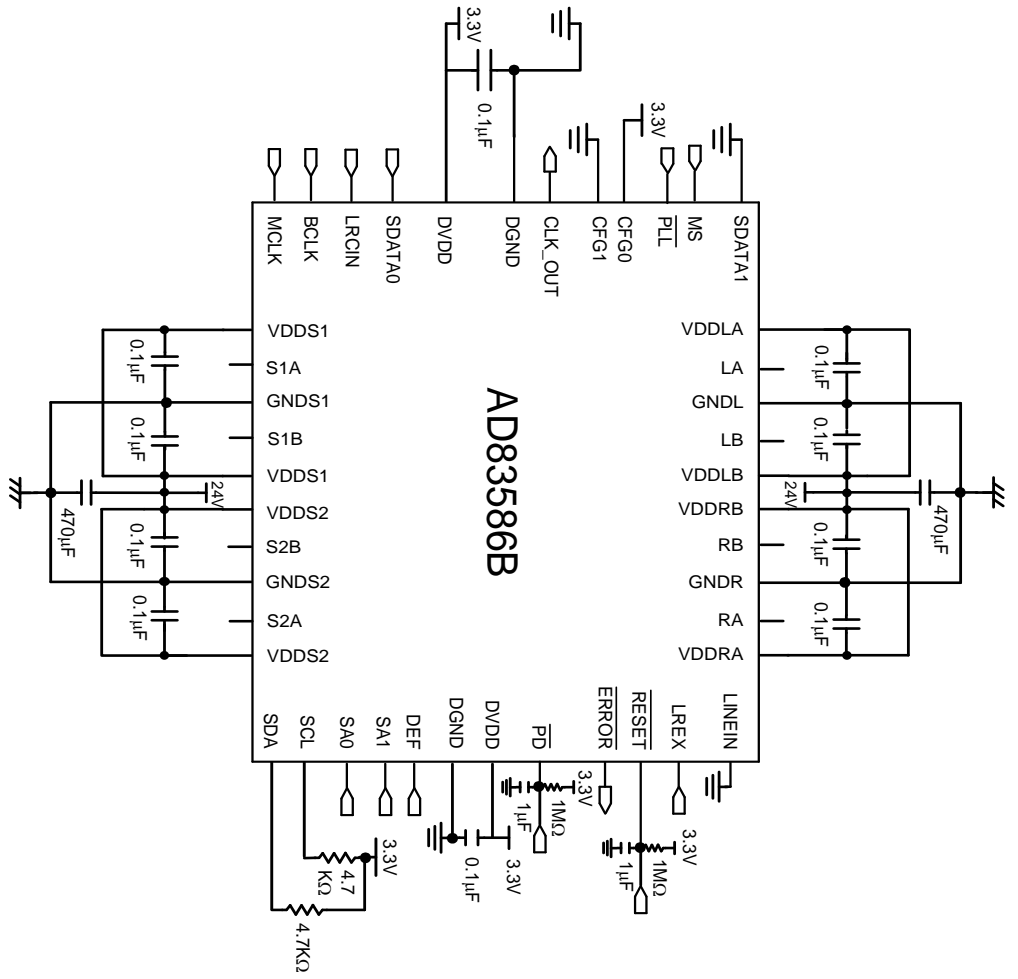 3.3V
0.1µF
3.3V
MCLK
BCLK
LRCIN
SDATA0
DVDD
DGND
CLK_OUT
CFG1
CFG0
PLL
MS
SDATA1
VDDS1
0.1µF
S1A
GNDS1
0.1µF
S1B
VDDS1
24V
470µF
VDDS2
0.1µF
S2B
GNDS2
0.1µF
S2A
VDDS2
AD83586B
VDDLA
0.1µF
LA
GNDL
0.1µF
LB
VDDLB
24V
470µF
VDDRB
0.1µF
RB
GNDR
0.1µF
RA
VDDRA
SDA
SCL
SA0
SA1
DEF
DGND
DVDD
PD
ERROR
RESET
LREX
LINEIN
3.3V
1MΩ
1µF
3.3V
1MΩ
1µF
3.3V
0.1µF
3.3V
4.7
KΩ
4.7KΩ